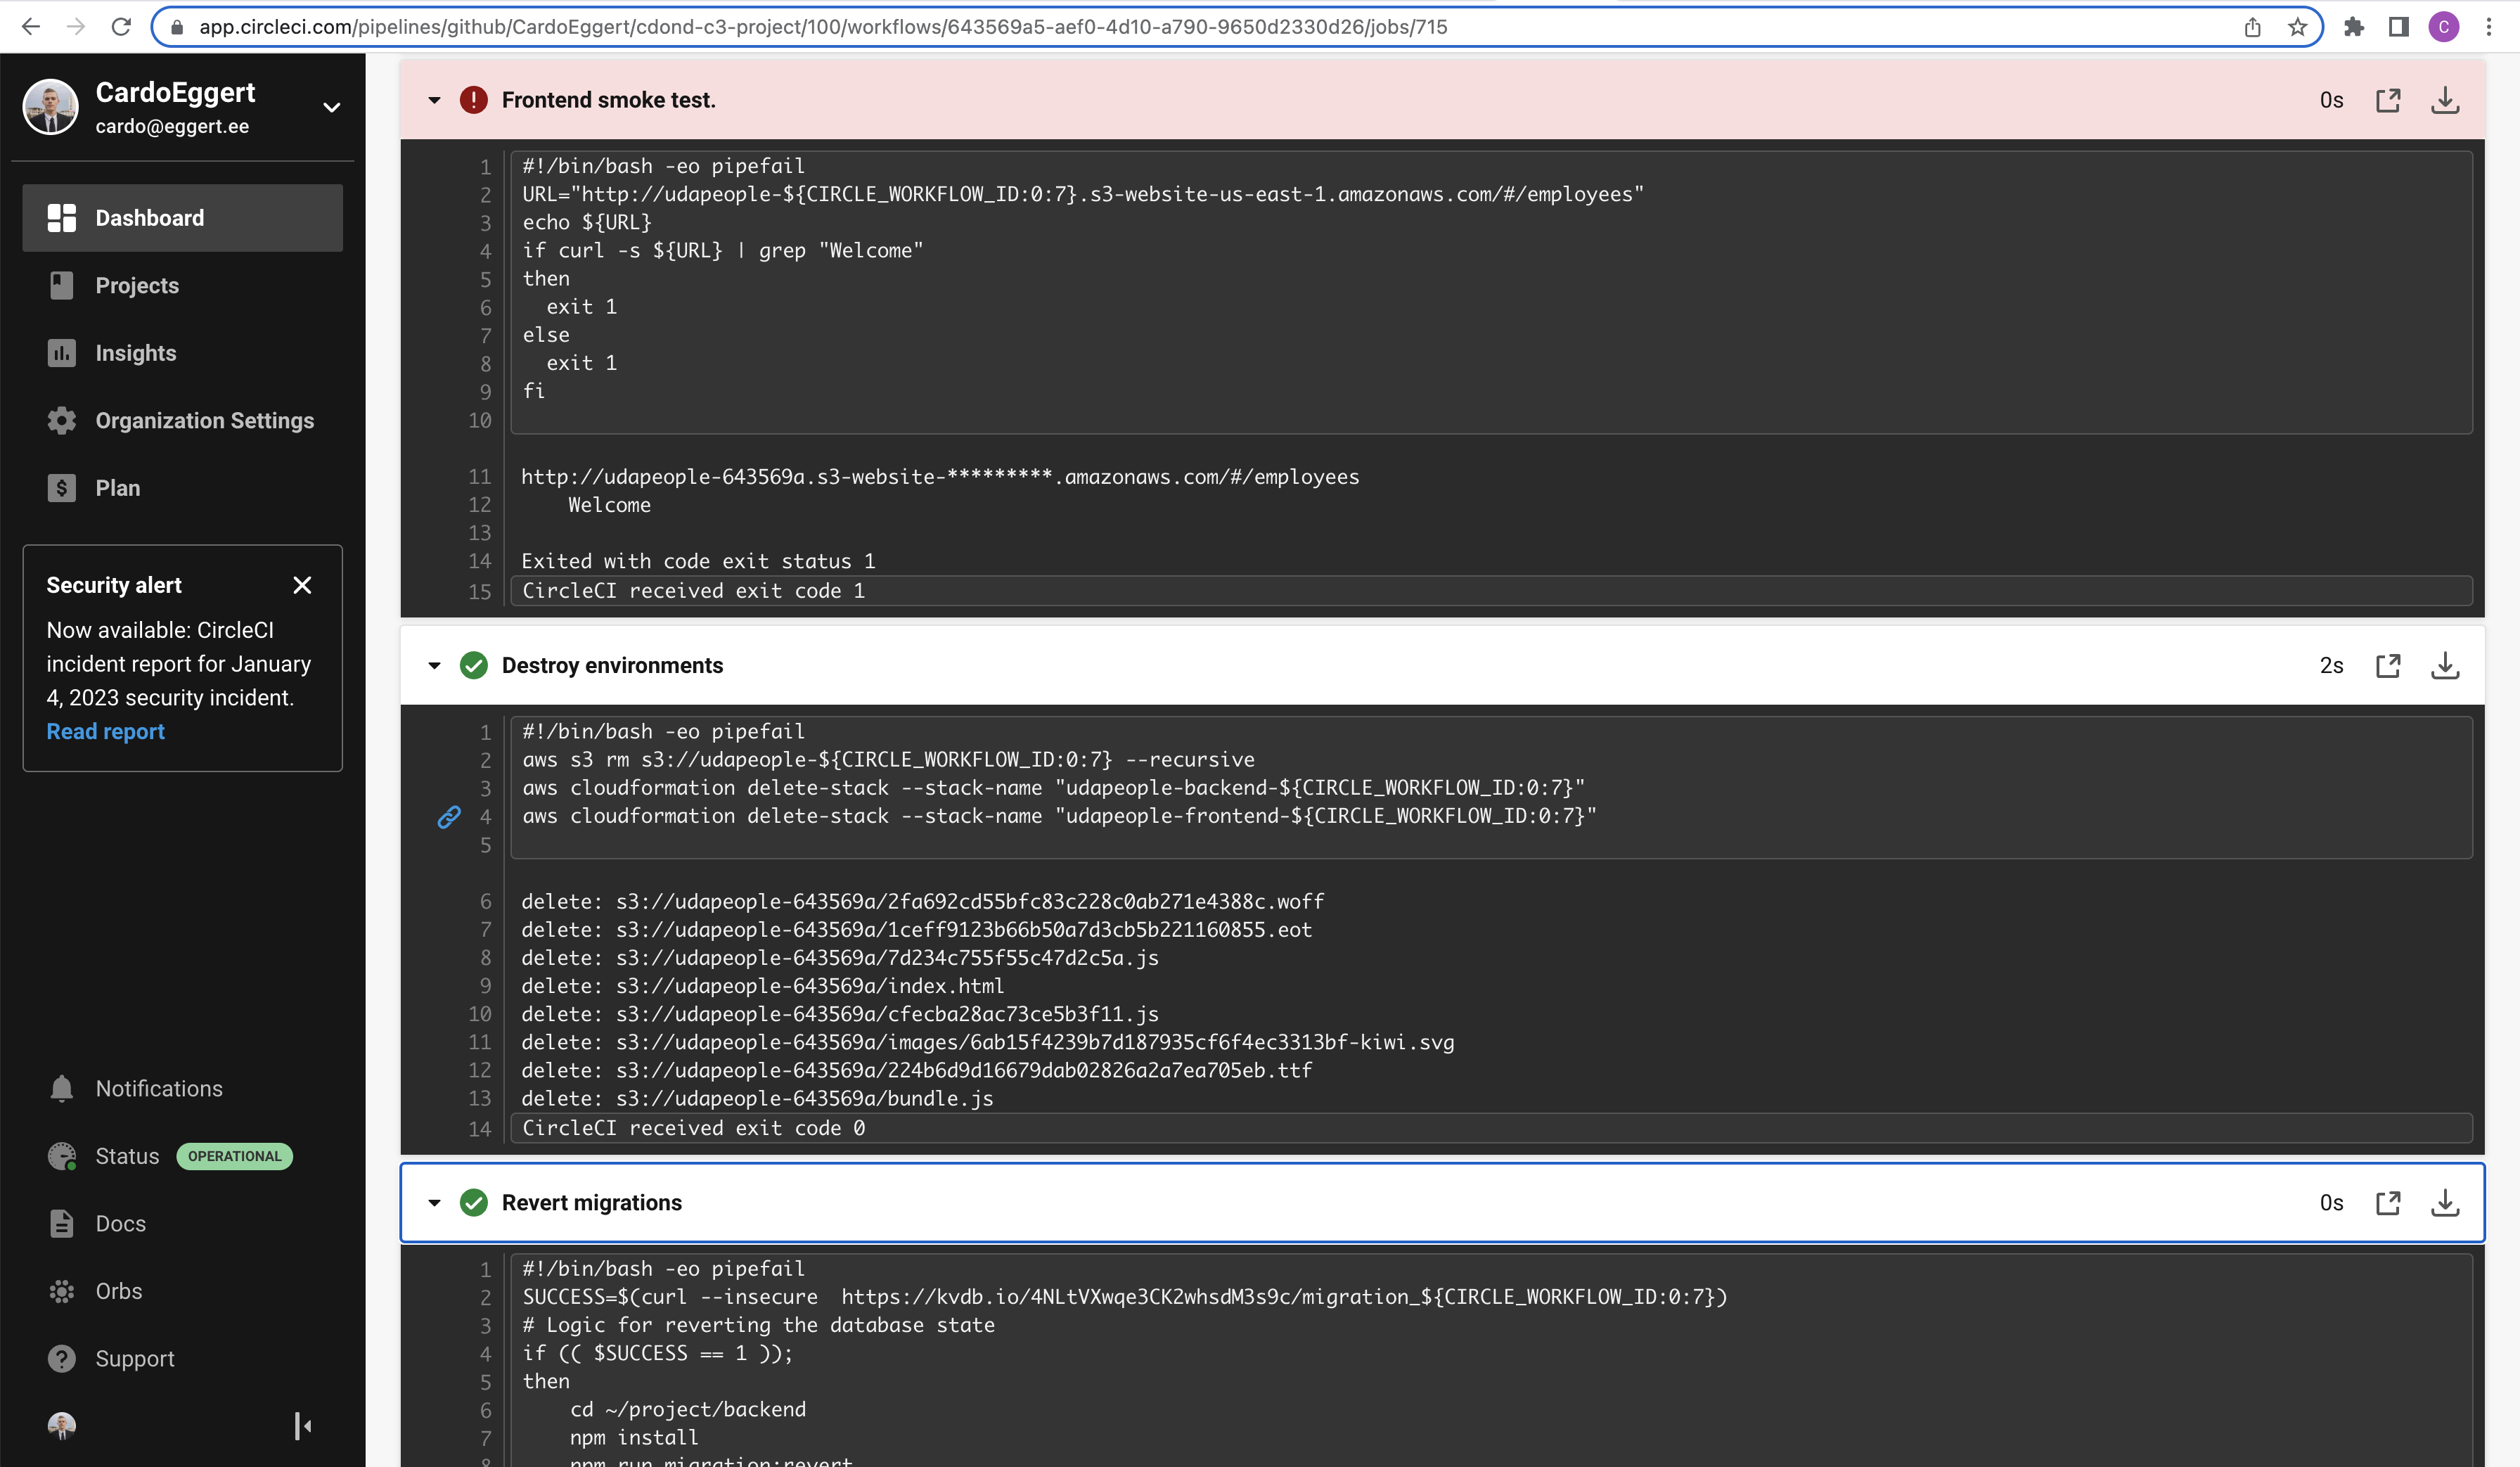 app.circleci.com/pipelines/github/CardoEggert/cdond-c3-project/100/workflows/643569a5-aef0-4d10-a790-9650d2330d26/jobs/715
C
CardoEggert
cardo@eggert.ee
Dashboard
Projects
Insights
Organization Settings
Plan
Security alert
Now available: CircleCI
incident report for January
4, 2023 security incident.
Read report
Notifications
Status OPERATIONAL
Docs
Orbs
Support
Frontend smoke test. 0s
1 #!/bin/bash -eo pipefail
2 URL="http://udapeople-${CIRCLE_WORKFLOW_ID:0:7}.s3-website-us-east-1.amazonaws.com/#/employees"
3 echo ${URL}
4 if curl -s ${URL} | grep "Welcome"
5 then
6 exit 1
7 else
8 exit 1
9 fi
10
11 http://udapeople-643569a.s3-website-*********.amazonaws.com/#/employees
12 Welcome
13
14 Exited with code exit status 1
15 CircleCI received exit code 1
Destroy environments 2s
1 #!/bin/bash -eo pipefail
2 aws s3 rm s3://udapeople-${CIRCLE_WORKFLOW_ID:0:7} --recursive
3 aws cloudformation delete-stack --stack-name "udapeople-backend-${CIRCLE_WORKFLOW_ID:0:7}"
4 aws cloudformation delete-stack --stack-name "udapeople-frontend-${CIRCLE_WORKFLOW_ID:0:7}"
5
6 delete: s3://udapeople-643569a/2fa692cd55bfc83c228c0ab271e4388c.woff
7 delete: s3://udapeople-643569a/1ceff9123b66b50a7d3cb5b221160855.eot
8 delete: s3://udapeople-643569a/7d234c755f55c47d2c5a.js
9 delete: s3://udapeople-643569a/index.html
10 delete: s3://udapeople-643569a/cfecba28ac73ce5b3f11.js
11 delete: s3://udapeople-643569a/images/6ab15f4239b7d187935cf6f4ec3313bf-kiwi.svg
12 delete: s3://udapeople-643569a/224b6d9d16679dab02826a2a7ea705eb.ttf
13 delete: s3://udapeople-643569a/bundle.js
14 CircleCI received exit code 0
Revert migrations 0s
1 #!/bin/bash -eo pipefail
2 SUCCESS=$(curl --insecure  https://kvdb.io/4NLtVXwqe3CK2whsdM3s9c/migration_${CIRCLE_WORKFLOW_ID:0:7})
3 # Logic for reverting the database state
4 if (( $SUCCESS == 1 ));
5 then
6 cd ~/project/backend
7 npm install
8 npm run migration:revert